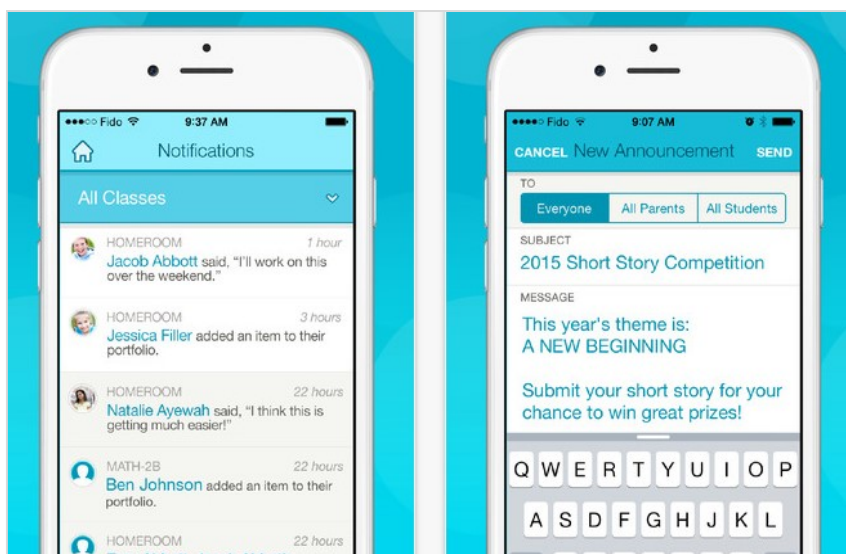 Fido 9:37 AM
Notifications
All Classes
HOMEROOM 1 hour
Jacob Abbott said, “I'll work on this
over the weekend.”
HOMEROOM 3 hours
Jessica Filler added an item to their
portfolio.
HOMEROOM 22 hours
Natalie Ayewah said, “I think this is
getting much easier!”
MATH-2B 22 hours
Ben Johnson added an item to their
portfolio.
HOMEROOM 22 hours
Fido 9:07 AM
CANCEL New Announcement SEND
TO
Everyone All Parents All Students
SUBJECT
2015 Short Story Competition
MESSAGE
This year's theme is:
A NEW BEGINNING
Submit your short story for your
chance to win great prizes!
Q W E R T Y U I O P
A S D F G H J K L